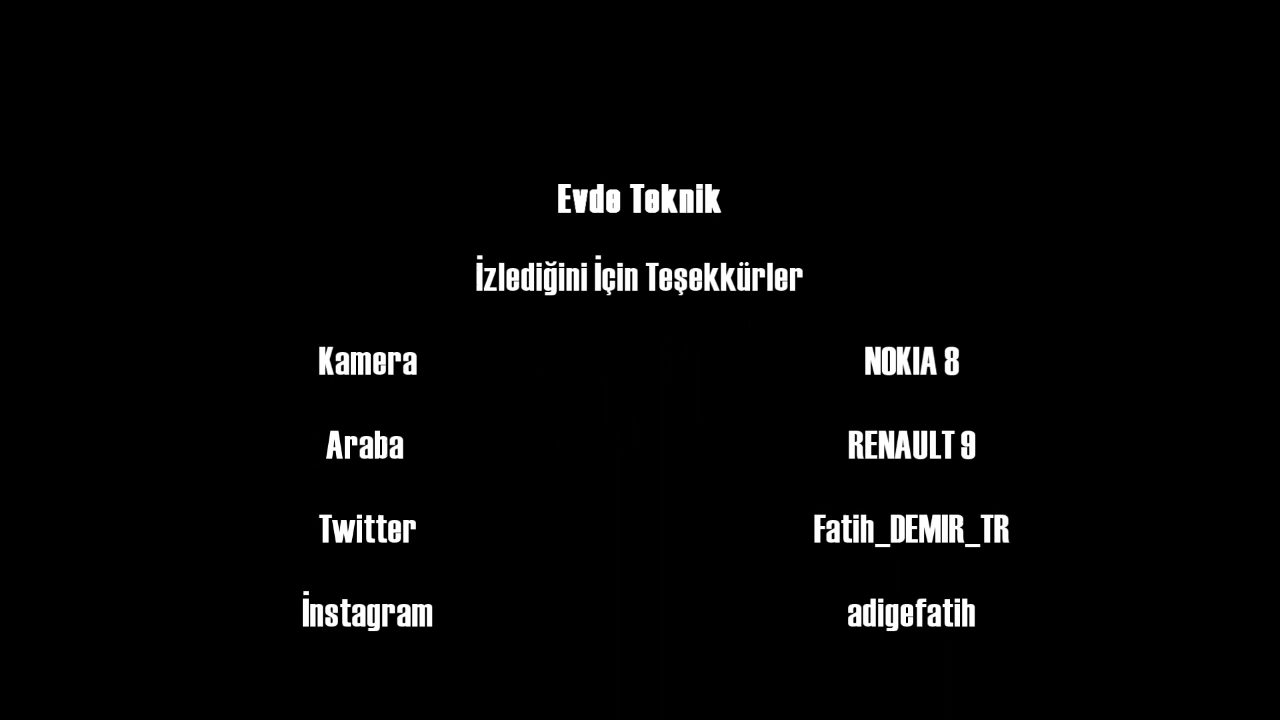 Evde Teknik
İzlediğini İçin Teşekkürler
Kamera NOKIA 8
Araba RENAULT 9
Twitter Fatih_DEMIR_TR
İnstagram adigefatih